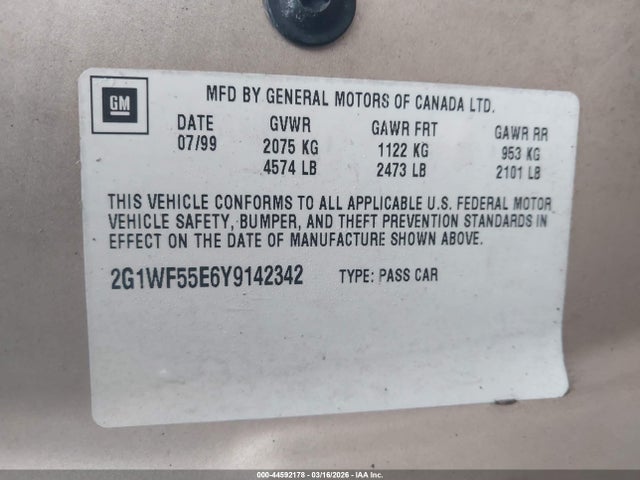 GM
MFD BY GENERAL MOTORS OF CANADA LTD.
DATE GVWR GAWR FRT GAWR RR
07/99 2075 KG 1122 KG 953 KG
4574 LB 2473 LB 2101 LB
THIS VEHICLE CONFORMS TO ALL APPLICABLE U.S. FEDERAL MOTOR
VEHICLE SAFETY, BUMPER, AND THEFT PREVENTION STANDARDS IN
EFFECT ON THE DATE OF MANUFACTURE SHOWN ABOVE.
2G1WF55E6Y9142342 TYPE: PASS CAR
000-44592178 - 03/16/2026 - IAA Inc.